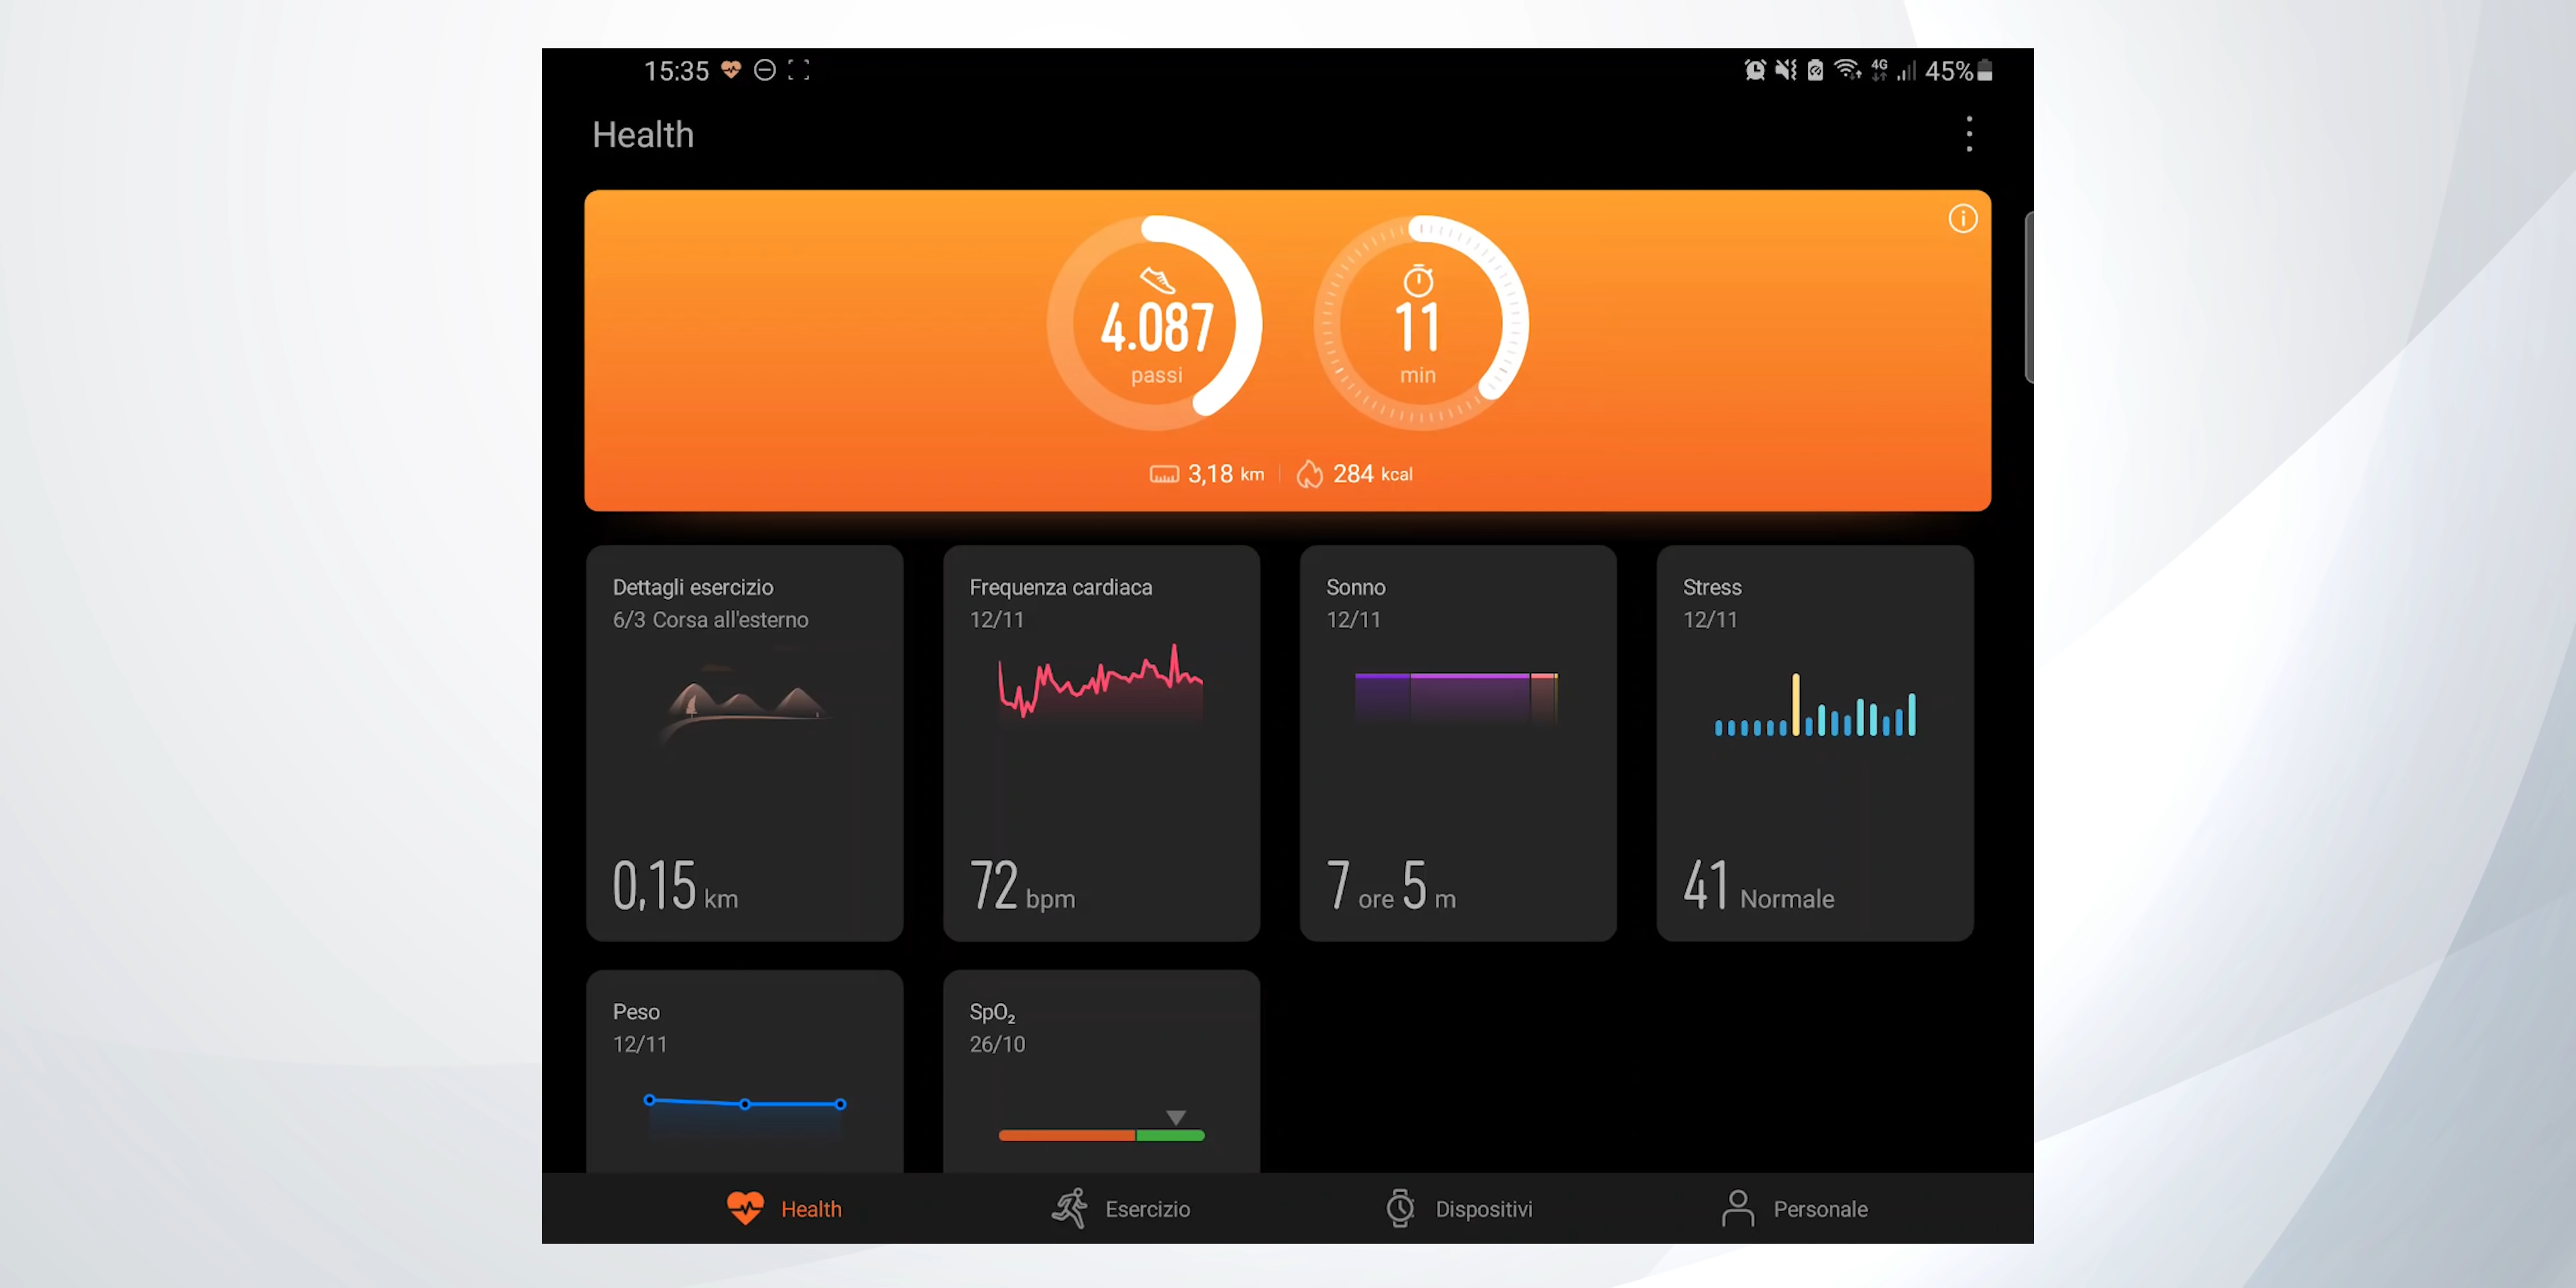 15:35
4G 45%
Health
4.087
passi
11
min
3,18 km
284 kcal
Dettagli esercizio
6/3 Corsa all'esterno
0,15 km
Frequenza cardiaca
12/11
72 bpm
Sonno
12/11
7 ore 5 m
Stress
12/11
41 Normale
Peso
12/11
SpO₂
26/10
Health
Esercizio
Dispositivi
Personale